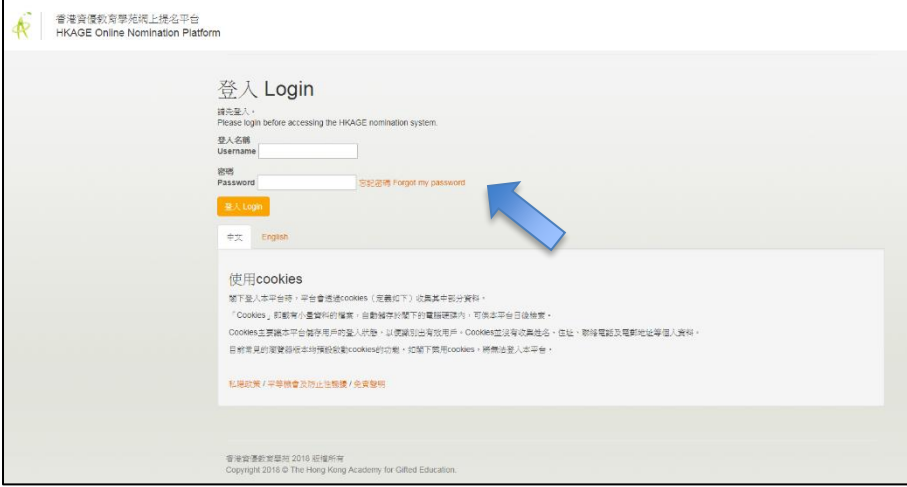 香港資優教育學苑網上提名平台
HKAGE Online Nomination Platform
登入 Login
請先登入。
Please login before accessing the HKAGE nomination system.
登入名稱
Username
密碼
Password 忘記密碼 Forgot my password
登入 Login
中文 English
使用cookies
閣下登入本平台時，平台會透過cookies（定義如下）收集其中部分資料。
「Cookies」即載有小量資料的檔案，自動儲存於閣下的電腦硬碟內，可供本平台日後檢索。
Cookies主要讓本平台儲存用戶的登入狀態，以便識別出有效用戶。Cookies並沒有收集姓名、住址、聯絡電話及電郵地址等個人資料。
目前常見的瀏覽器版本均預設啟動cookies的功能。如閣下禁用cookies，將無法登入本平台。
私隱政策 / 平等機會及防止性騷擾 / 免責聲明
香港資優教育學苑 2018 版權所有
Copyright 2018 © The Hong Kong Academy for Gifted Education.